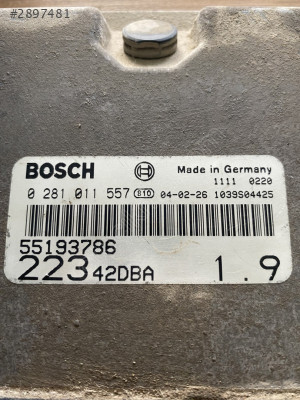 #2897481
BOSCH Made in Germany
1111 0220
0 281 011 557 B10 04-02-26 1039S04425
55193786
223 42DBA 1.9